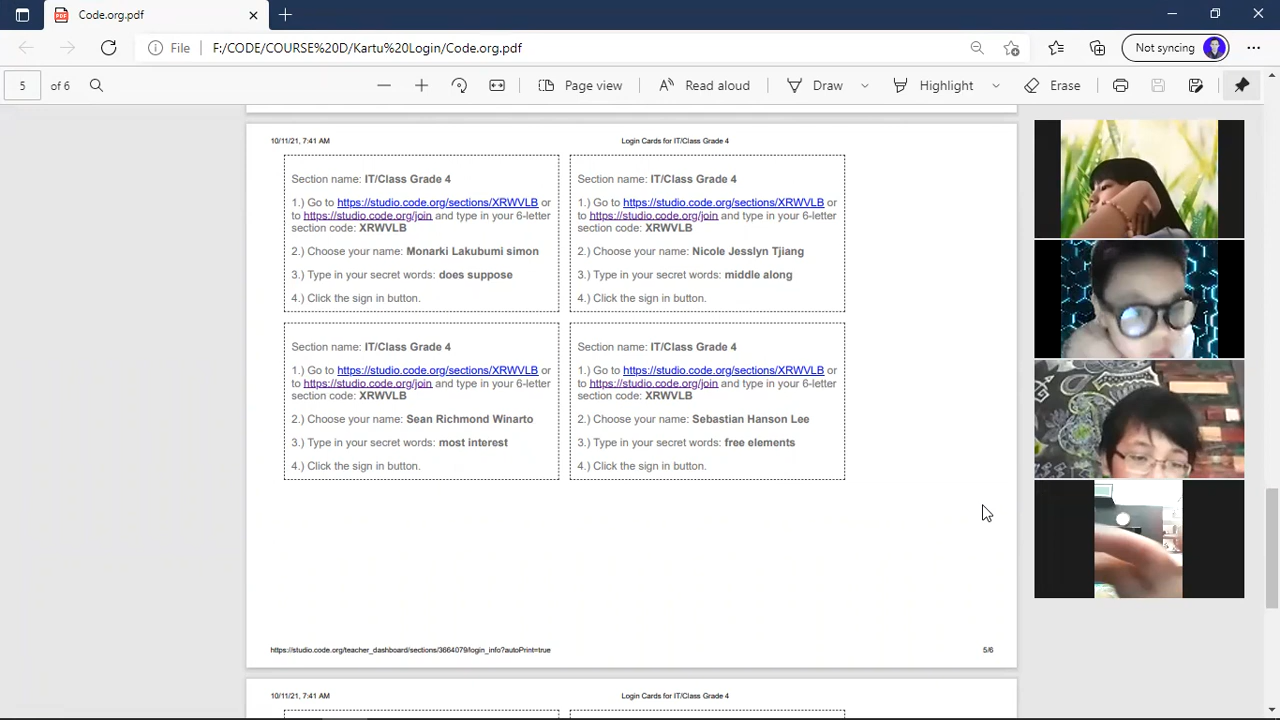 Code.org.pdf
File F:/CODE/COURSE%20D/Kartu%20Login/Code.org.pdf Not syncing
5 of 6 Page view Read aloud Draw Highlight Erase
10/11/21, 7:41 AM Login Cards for IT/Class Grade 4
Section name: IT/Class Grade 4
1.) Go to https://studio.code.org/sections/XRWVLB or
to https://studio.code.org/join and type in your 6-letter
section code: XRWVLB
2.) Choose your name: Monarki Lakubumi simon
3.) Type in your secret words: does suppose
4.) Click the sign in button.
Section name: IT/Class Grade 4
1.) Go to https://studio.code.org/sections/XRWVLB or
to https://studio.code.org/join and type in your 6-letter
section code: XRWVLB
2.) Choose your name: Nicole Jesslyn Tjiang
3.) Type in your secret words: middle along
4.) Click the sign in button.
Section name: IT/Class Grade 4
1.) Go to https://studio.code.org/sections/XRWVLB or
to https://studio.code.org/join and type in your 6-letter
section code: XRWVLB
2.) Choose your name: Sean Richmond Winarto
3.) Type in your secret words: most interest
4.) Click the sign in button.
Section name: IT/Class Grade 4
1.) Go to https://studio.code.org/sections/XRWVLB or
to https://studio.code.org/join and type in your 6-letter
section code: XRWVLB
2.) Choose your name: Sebastian Hanson Lee
3.) Type in your secret words: free elements
4.) Click the sign in button.
https://studio.code.org/teacher_dashboard/sections/3664079/login_info?autoPrint=true 5/6
10/11/21, 7:41 AM Login Cards for IT/Class Grade 4